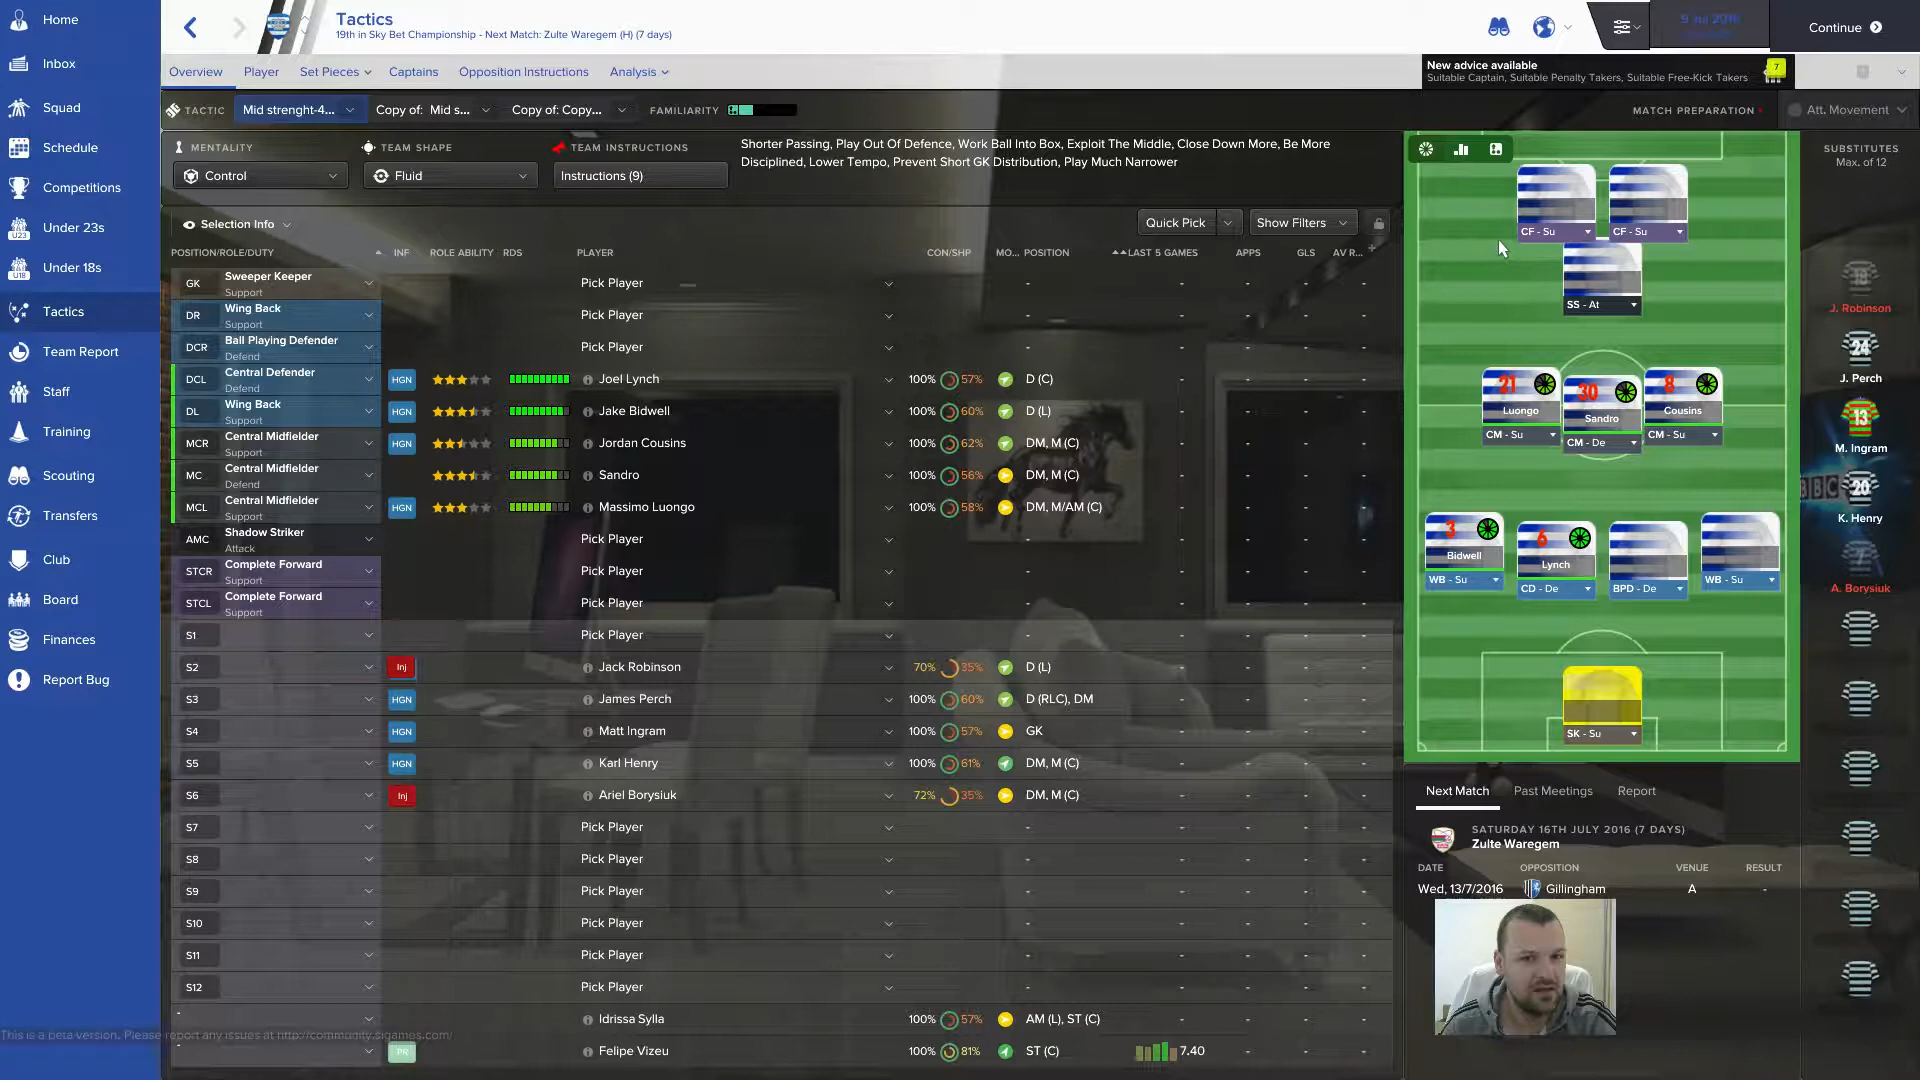 Home
Inbox
Squad
Schedule
Competitions
Under 23s
Under 18s
Tactics
Team Report
Staff
Training
Scouting
Transfers
Club
Board
Finances
Report Bug
This is a beta version. Please report any issues at http://community.sigames.com/
Tactics
19th in Sky Bet Championship - Next Match: Zulte Waregem (H) (7 days)
Continue
Overview Player Set Pieces Captains Opposition Instructions Analysis
New advice available
Suitable Captain, Suitable Penalty Takers, Suitable Free-Kick Takers
7
TACTIC Mid strenght-4... Copy of: Mid s... Copy of: Copy... FAMILIARITY
MATCH PREPARATION Att. Movement
MENTALITY TEAM SHAPE TEAM INSTRUCTIONS
Control Fluid Instructions (9)
Shorter Passing, Play Out Of Defence, Work Ball Into Box, Exploit The Middle, Close Down More, Be More
Disciplined, Lower Tempo, Prevent Short GK Distribution, Play Much Narrower
Selection Info Quick Pick Show Filters
POSITION/ROLE/DUTY INF ROLE ABILITY RDS PLAYER CON/SHP MO... POSITION LAST 5 GAMES APPS GLS AV R...
GK Sweeper Keeper Support Pick Player - - - - -
DR Wing Back Support Pick Player - - - - -
DCR Ball Playing Defender Defend Pick Player - - - - -
DCL Central Defender Defend HGN Joel Lynch 100% 57% D (C) - - - -
DL Wing Back Support HGN Jake Bidwell 100% 60% D (L) - - - -
MCR Central Midfielder Support HGN Jordan Cousins 100% 62% DM, M (C) - - - -
MC Central Midfielder Defend Sandro 100% 56% DM, M (C) - - - -
MCL Central Midfielder Support HGN Massimo Luongo 100% 58% DM, M/AM (C) - - - -
AMC Shadow Striker Attack Pick Player - - - - -
STCR Complete Forward Support Pick Player - - - - -
STCL Complete Forward Support Pick Player - - - - -
S1 Pick Player - - - - -
S2 Inj Jack Robinson 70% 35% D (L) - - - -
S3 HGN James Perch 100% 60% D (RLC), DM - - - -
S4 HGN Matt Ingram 100% 57% GK - - - -
S5 HGN Karl Henry 100% 61% DM, M (C) - - - -
S6 Inj Ariel Borysiuk 72% 35% DM, M (C) - - - -
S7 Pick Player - - - - -
S8 Pick Player - - - - -
S9 Pick Player - - - - -
S10 Pick Player - - - - -
S11 Pick Player - - - - -
S12 Pick Player - - - - -
- Idrissa Sylla 100% 57% AM (L), ST (C) - - - -
- PR Felipe Vizeu 100% 81% ST (C) 7.40 - - -
CF - Su CF - Su
SS - At
21 30 8
Luongo Sandro Cousins
CM - Su CM - De CM - Su
3 6
Bidwell Lynch
WB - Su CD - De BPD - De WB - Su
SK - Su
SUBSTITUTES
Max. of 12
J. Robinson
24
J. Perch
13
M. Ingram
BBC
20
K. Henry
7
A. Borysiuk
Next Match Past Meetings Report
SATURDAY 16TH JULY 2016 (7 DAYS)
Zulte Waregem
DATE OPPOSITION VENUE RESULT
Wed, 13/7/2016 Gillingham A -